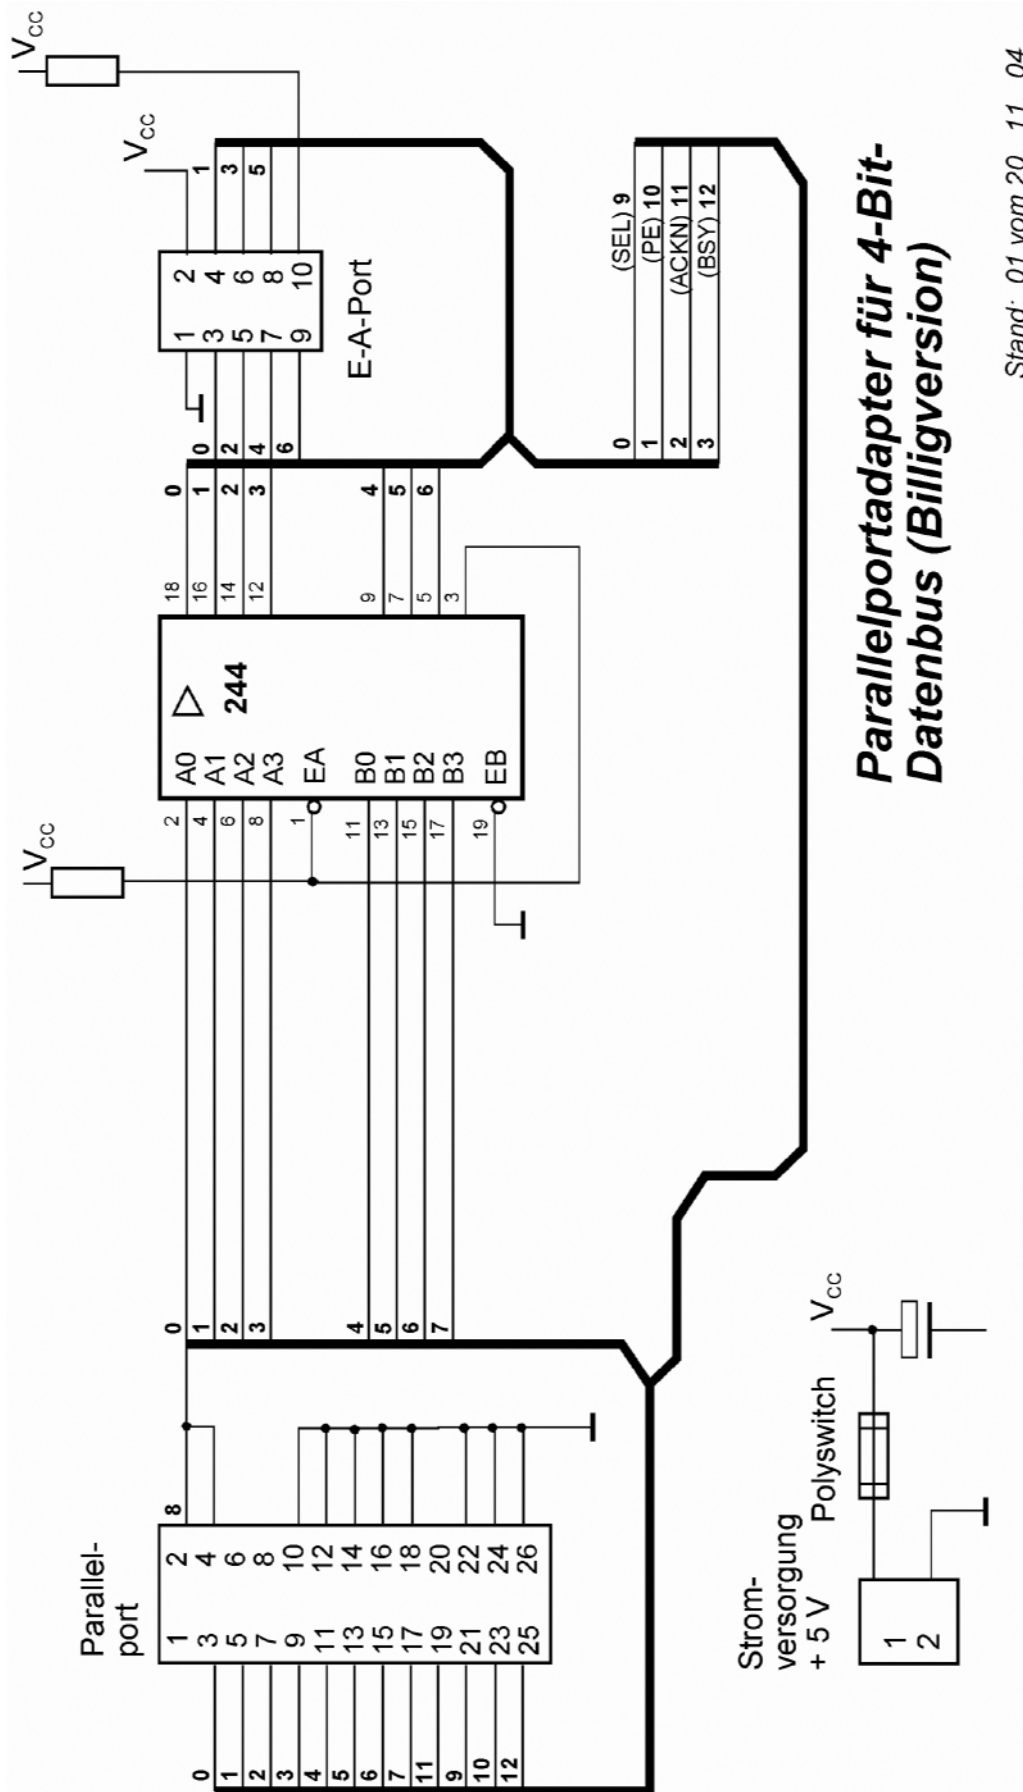 Parallel-
port
1 2
3 4
5 6
7 8
9 10
11 12
13 14
15 16
17 18
19 20
21 22
23 24
25 26
0
1
2
3
4
5
6
7
11
9
10
12
8
0
1
2
3
4
5
6
7
VCC
2 A0
4 A1
6 A2
8 A3
1 EA
11 B0
13 B1
15 B2
17 B3
19 EB
244
18 0
16 1
14 2
12 3
9 4
7 5
5 6
3
0
2
4
6
1 2
3 4
5 6
7 8
9 10
E-A-Port
1
3
5
VCC
VCC
0 (SEL) 9
1 (PE) 10
2 (ACKN) 11
3 (BSY) 12
Strom-
versorgung
+ 5 V
1
2
Polyswitch
VCC
Parallelportadapter für 4-Bit-
Datenbus (Billigversion)
Stand: 01 vom 20 11 04